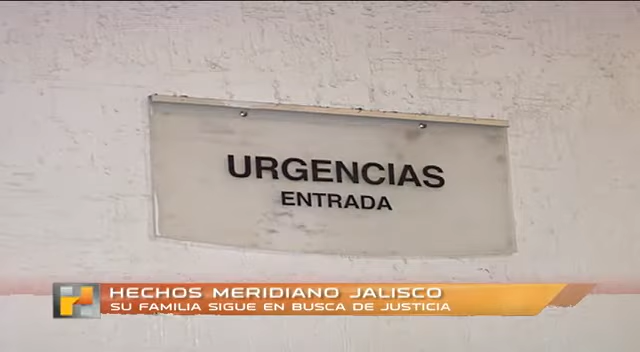 URGENCIAS
ENTRADA
HECHOS MERIDIANO JALISCO
SU FAMILIA SIGUE EN BUSCA DE JUSTICIA